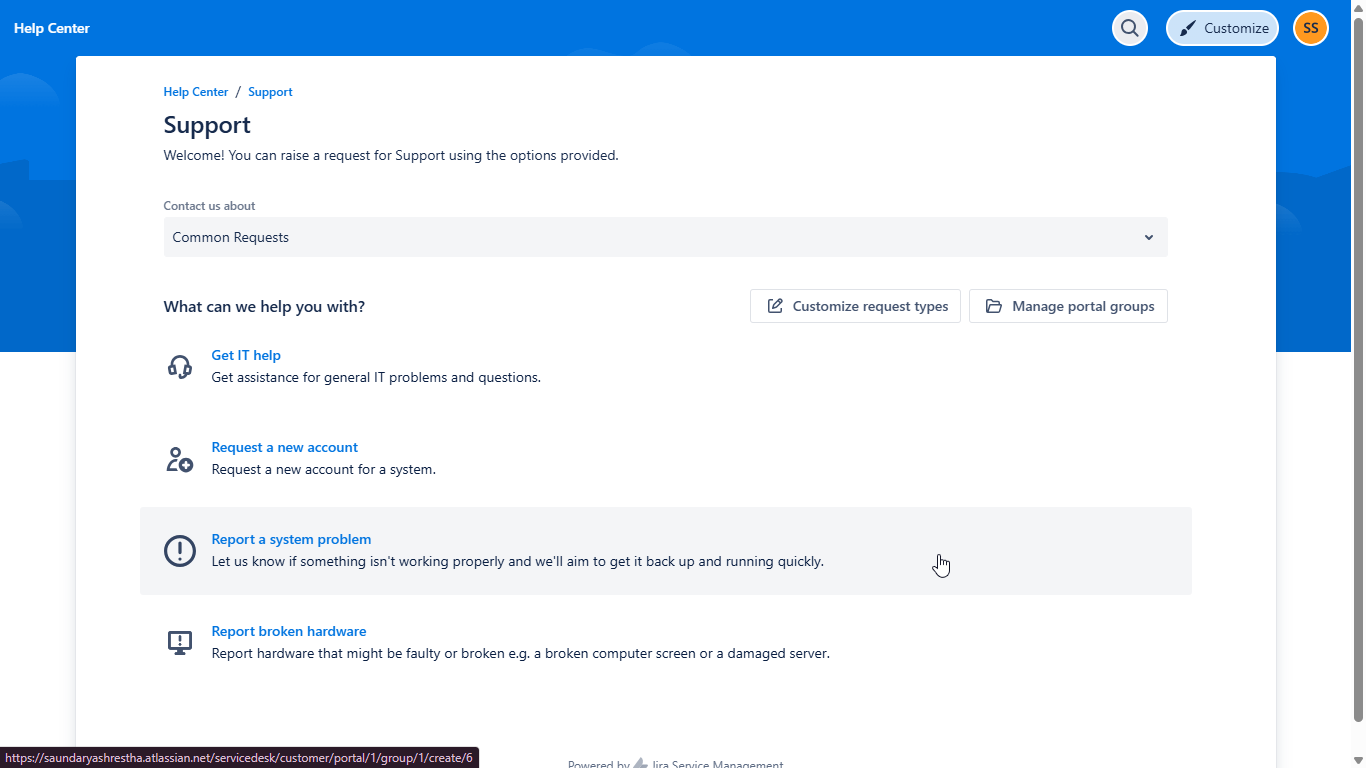 Help Center
Customize
SS
Help Center / Support
Support
Welcome! You can raise a request for Support using the options provided.
Contact us about
Common Requests
What can we help you with?
Customize request types
Manage portal groups
Get IT help
Get assistance for general IT problems and questions.
Request a new account
Request a new account for a system.
Report a system problem
Let us know if something isn't working properly and we'll aim to get it back up and running quickly.
Report broken hardware
Report hardware that might be faulty or broken e.g. a broken computer screen or a damaged server.
https://saundaryashrestha.atlassian.net/servicedesk/customer/portal/1/group/1/create/6
Powered by Jira Service Management